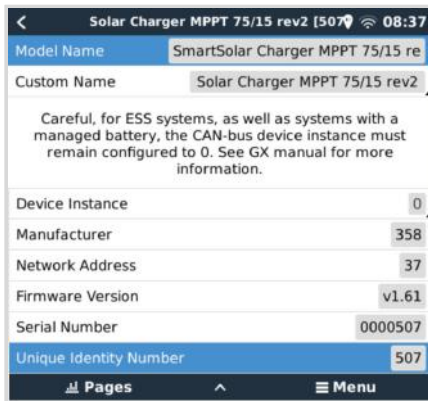 Solar Charger MPPT 75/15 rev2 [507 08:37
Model Name SmartSolar Charger MPPT 75/15 re
Custom Name Solar Charger MPPT 75/15 rev2
Careful, for ESS systems, as well as systems with a
managed battery, the CAN-bus device instance must
remain configured to 0. See GX manual for more
information.
Device Instance 0
Manufacturer 358
Network Address 37
Firmware Version v1.61
Serial Number 0000507
Unique Identity Number 507
Pages Menu